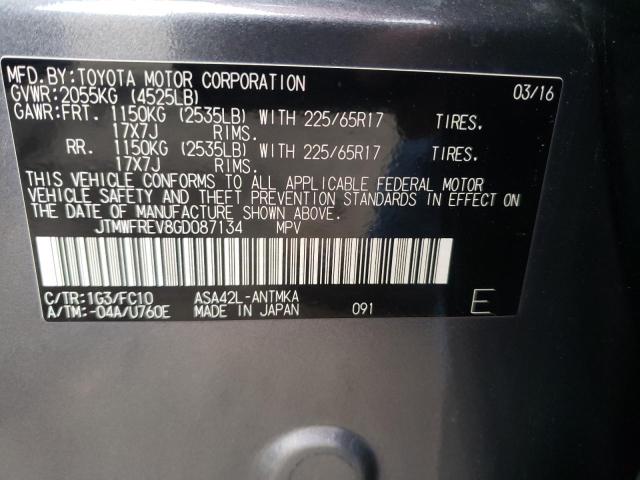 MFD.BY:TOYOTA MOTOR CORPORATION 03/16
GVWR:2055KG (4525LB)
GAWR:FRT. 1150KG (2535LB) WITH 225/65R17 TIRES.
17X7J RIMS.
RR. 1150KG (2535LB) WITH 225/65R17 TIRES.
17X7J RIMS.
THIS VEHICLE CONFORMS TO ALL APPLICABLE FEDERAL MOTOR
VEHICLE SAFETY AND THEFT PREVENTION STANDARDS IN EFFECT ON
THE DATE OF MANUFACTURE SHOWN ABOVE.
JTMWFREV8GD087134 MPV
C/TR:1G3/FC10 ASA42L-ANTMKA
A/TM:-04A/U760E MADE IN JAPAN 091 E